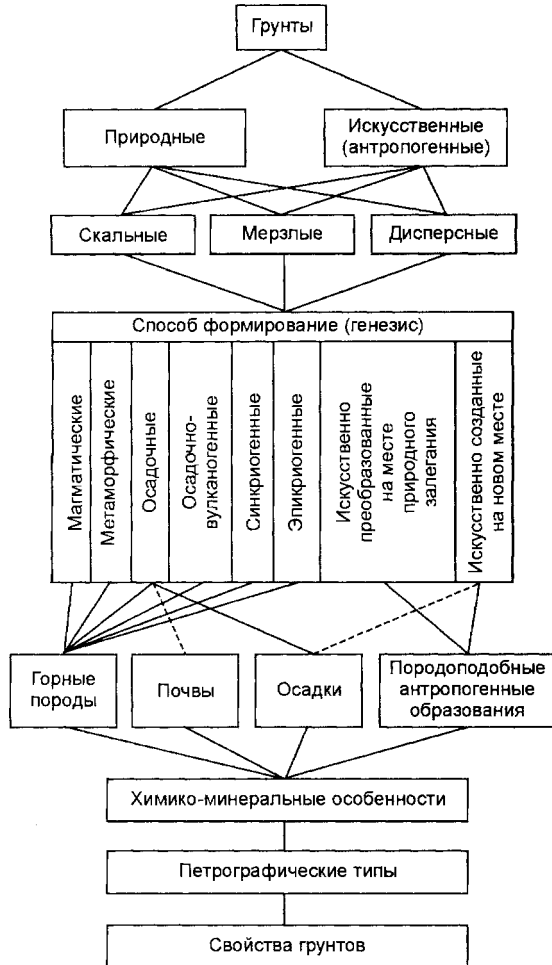 Грунты
Природные
Искусственные
(антропогенные)
Скальные
Мерзлые
Дисперсные
Способ формирование (генезис)
Магматические
Метаморфические
Осадочные
Осадочно-
вулканогенные
Синкриогенные
Эпикриогенные
Искусственно
преобразованные
на месте
природного
залегания
Искусственно созданные
на новом месте
Горные
породы
Почвы
Осадки
Породоподобные
антропогенные
образования
Химико-минеральные особенности
Петрографические типы
Свойства грунтов